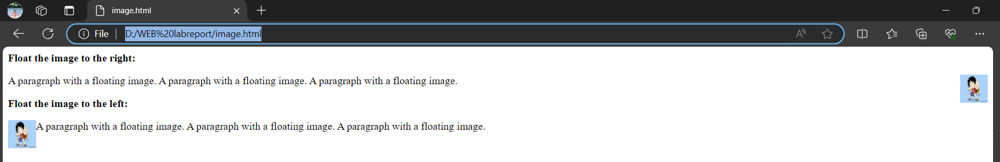 image.html
File
D:/WEB%20labreport/image.html
Float the image to the right:
A paragraph with a floating image. A paragraph with a floating image. A paragraph with a floating image.
Float the image to the left:
A paragraph with a floating image. A paragraph with a floating image. A paragraph with a floating image.